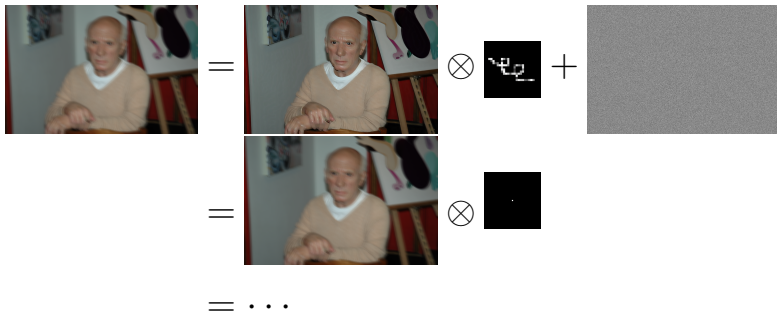 = ⊗ +
= ⊗
= · · ·